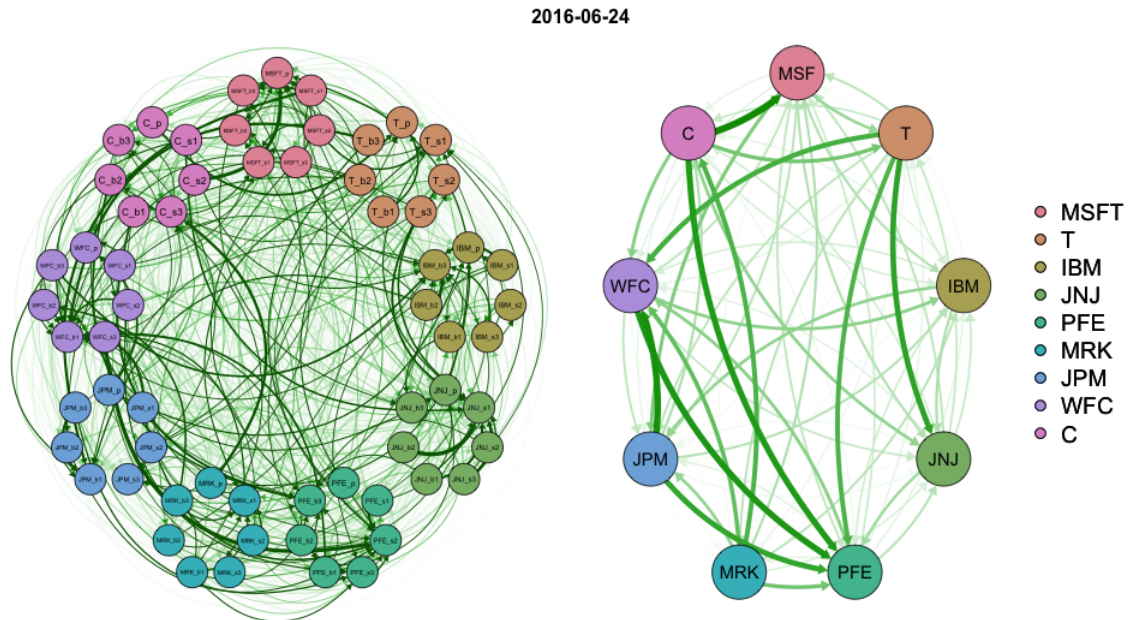 2016-06-24
MSFT_p
MSFT_b3
MSFT_s1
MSFT_b2
MSFT_s2
MSFT_b1
MSFT_s3
C_p
C_b3
C_s1
C_b2
C_s2
C_b1
C_s3
T_p
T_b3
T_s1
T_b2
T_s2
T_b1
T_s3
WFC_p
WFC_b3
WFC_s1
WFC_b2
WFC_s2
WFC_b1
WFC_s3
IBM_p
IBM_b3
IBM_s1
IBM_b2
IBM_s2
IBM_b1
IBM_s3
JPM_p
JPM_b3
JPM_s1
JPM_b2
JPM_s2
JPM_b1
JPM_s3
JNJ_p
JNJ_b3
JNJ_s1
JNJ_b2
JNJ_s2
JNJ_b1
JNJ_s3
MRK_p
MRK_b3
MRK_s1
MRK_b2
MRK_s2
MRK_b1
MRK_s3
PFE_p
PFE_b3
PFE_s1
PFE_b2
PFE_s2
PFE_b1
PFE_s3
MSF
C
T
WFC
IBM
JPM
JNJ
MRK
PFE
MSFT
T
IBM
JNJ
PFE
MRK
JPM
WFC
C